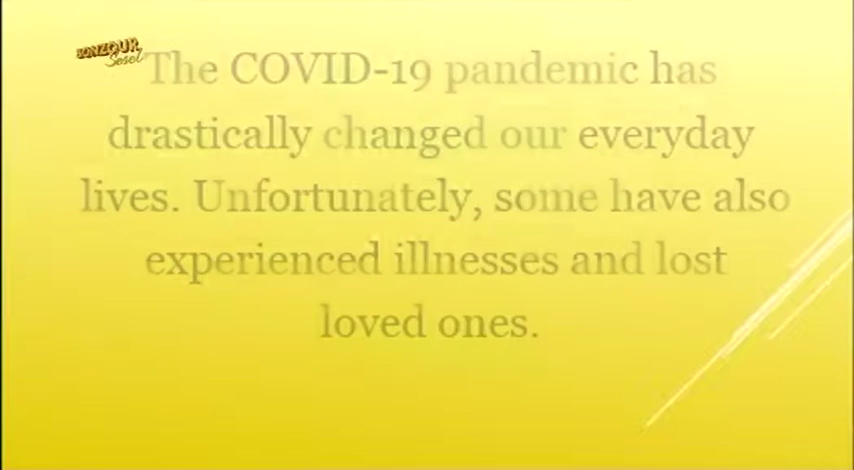 BONZOUR
Sesel
The COVID-19 pandemic has
drastically changed our everyday
lives. Unfortunately, some have also
experienced illnesses and lost
loved ones.